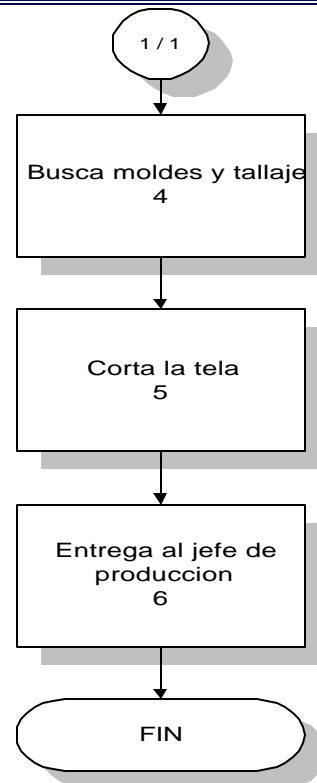 1 / 1
Busca moldes y tallaje
4
Corta la tela
5
Entrega al jefe de
produccion
6
FIN